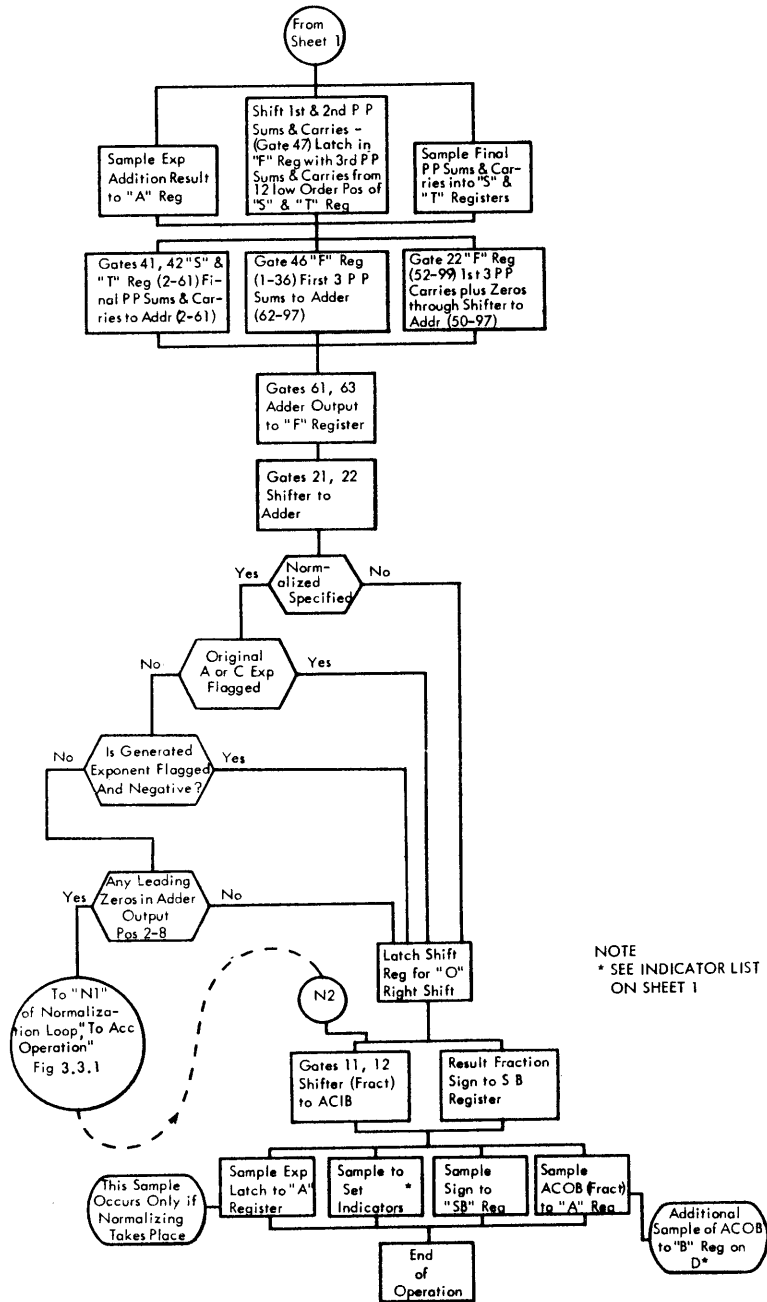 From
Sheet 1
Sample Exp
Addition Result
to "A" Reg
Shift 1st & 2nd P P
Sums & Carries -
(Gate 47) Latch in
"F" Reg with 3rd P P
Sums & Carries from
12 low Order Pos of
"S" & "T" Reg
Sample Final
P P Sums & Car-
ries into "S" &
"T" Registers
Gates 41, 42 "S" &
"T" Reg (2-61) Fi-
nal P P Sums & Car-
ries to Addr (2-61)
Gate 46 "F" Reg
(1-36) First 3 P P
Sums to Adder
(62-97)
Gate 22 "F" Reg
(52-99) 1st 3 P P
Carries plus Zeros
through Shifter to
Addr (50-97)
Gates 61, 63
Adder Output
to "F" Register
Gates 21, 22
Shifter to
Adder
Yes
Norm-
alized
Specified
No
No
Original
A or C Exp
Flagged
Yes
No
Is Generated
Exponent Flagged
And Negative?
Yes
Yes
Any Leading
Zeros in Adder
Output
Pos 2-8
No
Latch Shift
Reg for "O"
Right Shift
NOTE
* SEE INDICATOR LIST
ON SHEET 1
To "N1"
of Normaliza-
tion Loop, "To Acc
Operation"
Fig 3.3.1
N2
Gates 11, 12
Shifter (Fract)
to ACIB
Result Fraction
Sign to S B
Register
This Sample
Occurs Only if
Normalizing
Takes Place
Sample Exp
Latch to "A"
Register
Sample to
Set *
Indicators
Sample
Sign to
"SB" Reg
Sample
ACOB (Fract)
to "A" Reg
Additional
Sample of ACOB
to "B" Reg on
D*
End
of
Operation